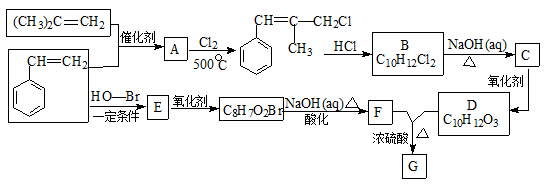 (CH₃)₂C=CH₂
CH=CH₂
催化剂
A
Cl₂
500℃
CH=C-CH₂Cl
CH₃
HCl
B
C₁₀H₁₂Cl₂
NaOH(aq)
△
C
氧化剂
HO—Br
一定条件
E
氧化剂
C₈H₇O₂Br
NaOH(aq) △
酸化
F
浓硫酸
△
D
C₁₀H₁₂O₃
G